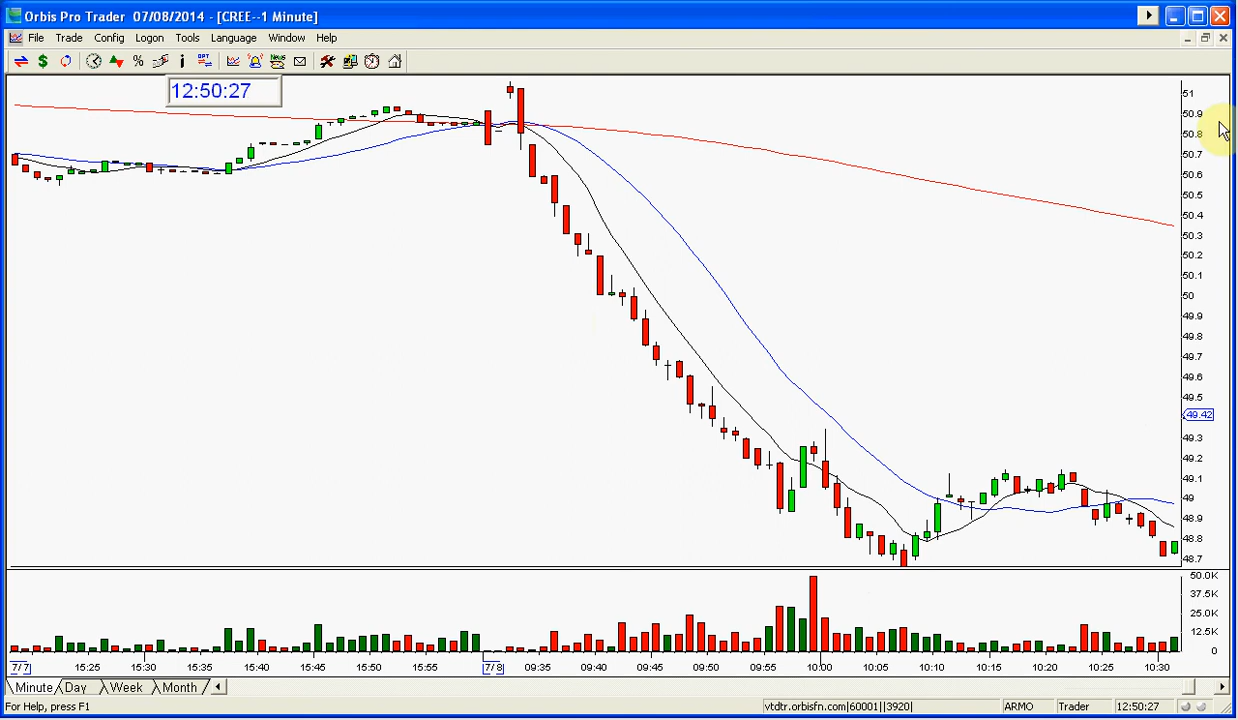 Orbis Pro Trader 07/08/2014 - [CREE--1 Minute]
File Trade Config Logon Tools Language Window Help
$ % i OPT News
12:50:27
51
50.9
50.8
50.7
50.6
50.5
50.4
50.3
50.2
50.1
50
49.9
49.8
49.7
49.6
49.5
49.42
49.3
49.2
49.1
49
48.9
48.8
48.7
50.0K
37.5K
25.0K
12.5K
0
7/7 15:25 15:30 15:35 15:40 15:45 15:50 15:55 7/8 09:35 09:40 09:45 09:50 09:55 10:00 10:05 10:10 10:15 10:20 10:25 10:30
Minute Day Week Month
For Help, press F1 vtdtr.orbisfn.com|60001||3920| ARMO Trader 12:50:27